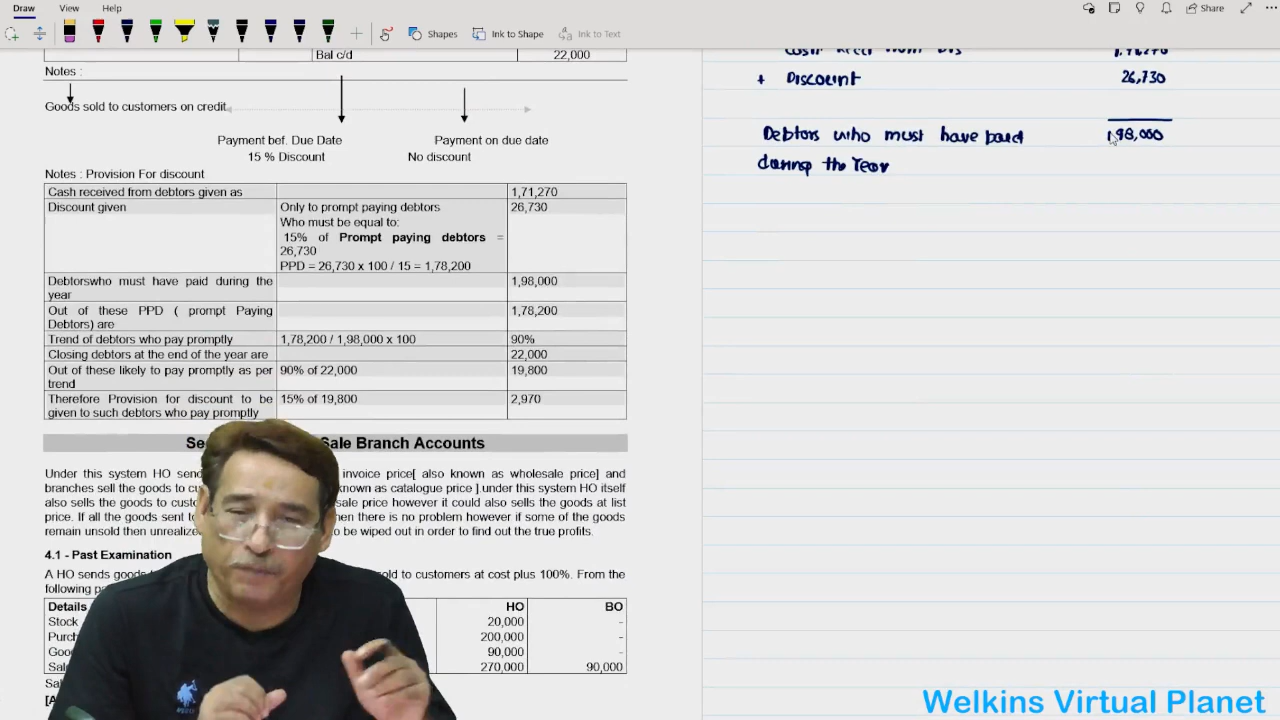 Draw View Help
Share
Shapes Ink to Shape Ink to Text
Bal c/d 22,000
Notes :
Goods sold to customers on credit
Payment bef. Due Date Payment on due date
15 % Discount No discount
Notes : Provision For discount
Cash received from debtors given as 1,71,270
Discount given Only to prompt paying debtors 26,730
Who must be equal to:
15% of Prompt paying debtors =
26,730
PPD = 26,730 x 100 / 15 = 1,78,200
Debtorswho must have paid during the 1,98,000
year
Out of these PPD ( prompt Paying 1,78,200
Debtors) are
Trend of debtors who pay promptly 1,78,200 / 1,98,000 x 100 90%
Closing debtors at the end of the year are 22,000
Out of these likely to pay promptly as per 90% of 22,000 19,800
trend
Therefore Provision for discount to be 15% of 19,800 2,970
given to such debtors who pay promptly
Sale Branch Accounts
Under this system HO invoice price[ also known as wholesale price] and
branches sell the goods to known as catalogue price ] under this system HO itself
also sells the goods to sale price however it could also sells the goods at list
price. If all the goods sent to then there is no problem however if some of the goods
remain unsold then be wiped out in order to find out the true profits.
4.1 - Past Examination
A HO sends goods sold to customers at cost plus 100%. From the
following
Details HO BO
Stock 20,000 -
200,000 -
90,000 -
270,000 90,000
+ Discount 26,730
Debtors who must have paid 1,98,000
during the Year
Welkins Virtual Planet